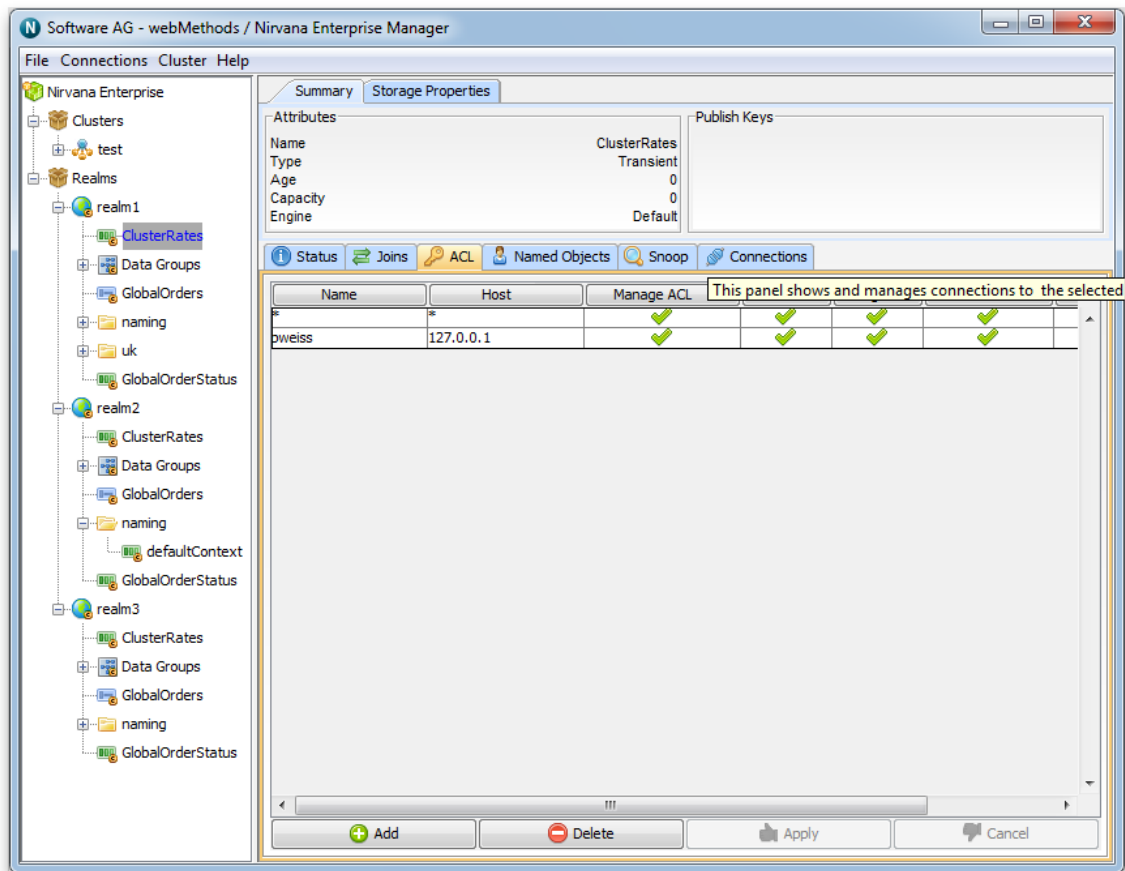 Software AG - webMethods / Nirvana Enterprise Manager
File Connections Cluster Help
Nirvana Enterprise
Clusters
test
Realms
realm1
ClusterRates
Data Groups
GlobalOrders
naming
uk
GlobalOrderStatus
realm2
ClusterRates
Data Groups
GlobalOrders
naming
defaultContext
GlobalOrderStatus
realm3
ClusterRates
Data Groups
GlobalOrders
naming
GlobalOrderStatus
Summary Storage Properties
Attributes
Name ClusterRates
Type Transient
Age 0
Capacity 0
Engine Default
Publish Keys
Status Joins ACL Named Objects Snoop Connections
This panel shows and manages connections to the selected
Name Host Manage ACL
* *
pweiss 127.0.0.1
Add Delete Apply Cancel